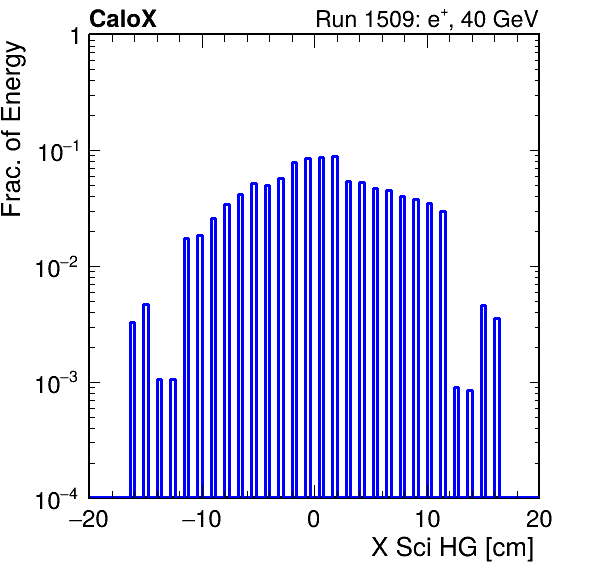 CaloX
Run 1509: e⁺, 40 GeV
Frac. of Energy
1
10⁻¹
10⁻²
10⁻³
10⁻⁴
−20
−10
0
10
20
X Sci HG [cm]